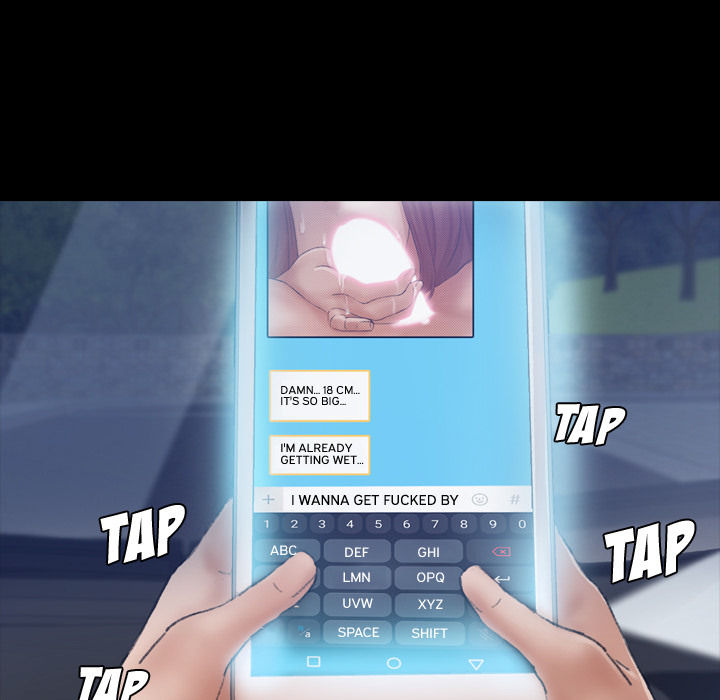 DAMN... 18 CM...
IT'S SO BIG...
I'M ALREADY
GETTING WET...
TAP
+ I WANNA GET FUCKED BY #
1 2 3 4 5 6 7 8 9 0
TAP
ABC DEF GHI
TAP
LMN OPQ
UVW XYZ
a SPACE SHIFT
TAP